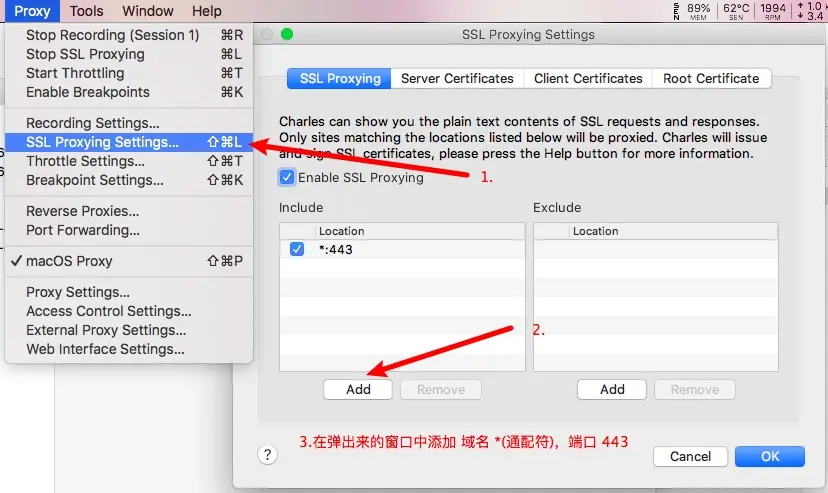 Proxy Tools Window Help
SEN 89% MEM 62°C SEN 1994 RPM ↑ 1.0 ↓ 3.4
Stop Recording (Session 1) ⌘R
Stop SSL Proxying ⌘L
Start Throttling ⌘T
Enable Breakpoints ⌘K
Recording Settings...
SSL Proxying Settings... ⇧⌘L
Throttle Settings... ⇧⌘T
Breakpoint Settings... ⇧⌘K
Reverse Proxies...
Port Forwarding...
✓ macOS Proxy ⇧⌘P
Proxy Settings...
Access Control Settings...
External Proxy Settings...
Web Interface Settings...
SSL Proxying Settings
SSL Proxying Server Certificates Client Certificates Root Certificate
Charles can show you the plain text contents of SSL requests and responses.
Only sites matching the locations listed below will be proxied. Charles will issue
and sign SSL certificates, please press the Help button for more information.
Enable SSL Proxying
1.
Include Exclude
Location Location
*:443
2.
Add Remove Add Remove
3.在弹出来的窗口中添加 域名 *(通配符)，端口 443
? Cancel OK